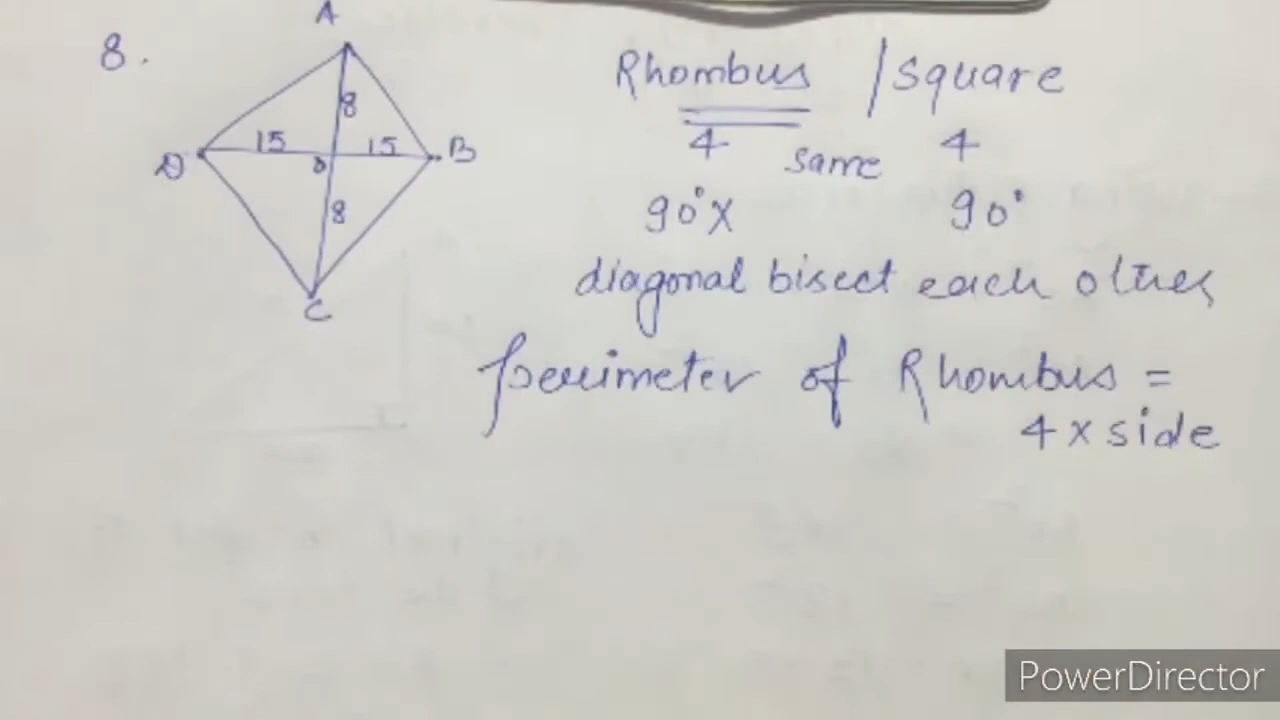 8.
A
8
15
15
D
O
B
8
C
Rhombus / square
4 same 4
90°x 90°
diagonal bisect each other
perimeter of Rhombus =
4 x side
PowerDirector